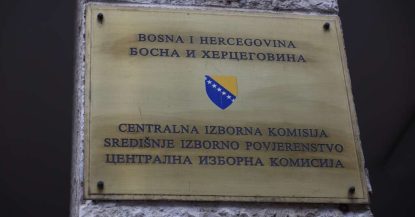 BOSNA I HERCEGOVINA
БОСНА И ХЕРЦЕГОВИНА
CENTRALNA IZBORNA KOMISIJA
SREDIŠNJE IZBORNO POVJERENSTVO
ЦЕНТРАЛНА ИЗБОРНА КОМИСИЈА